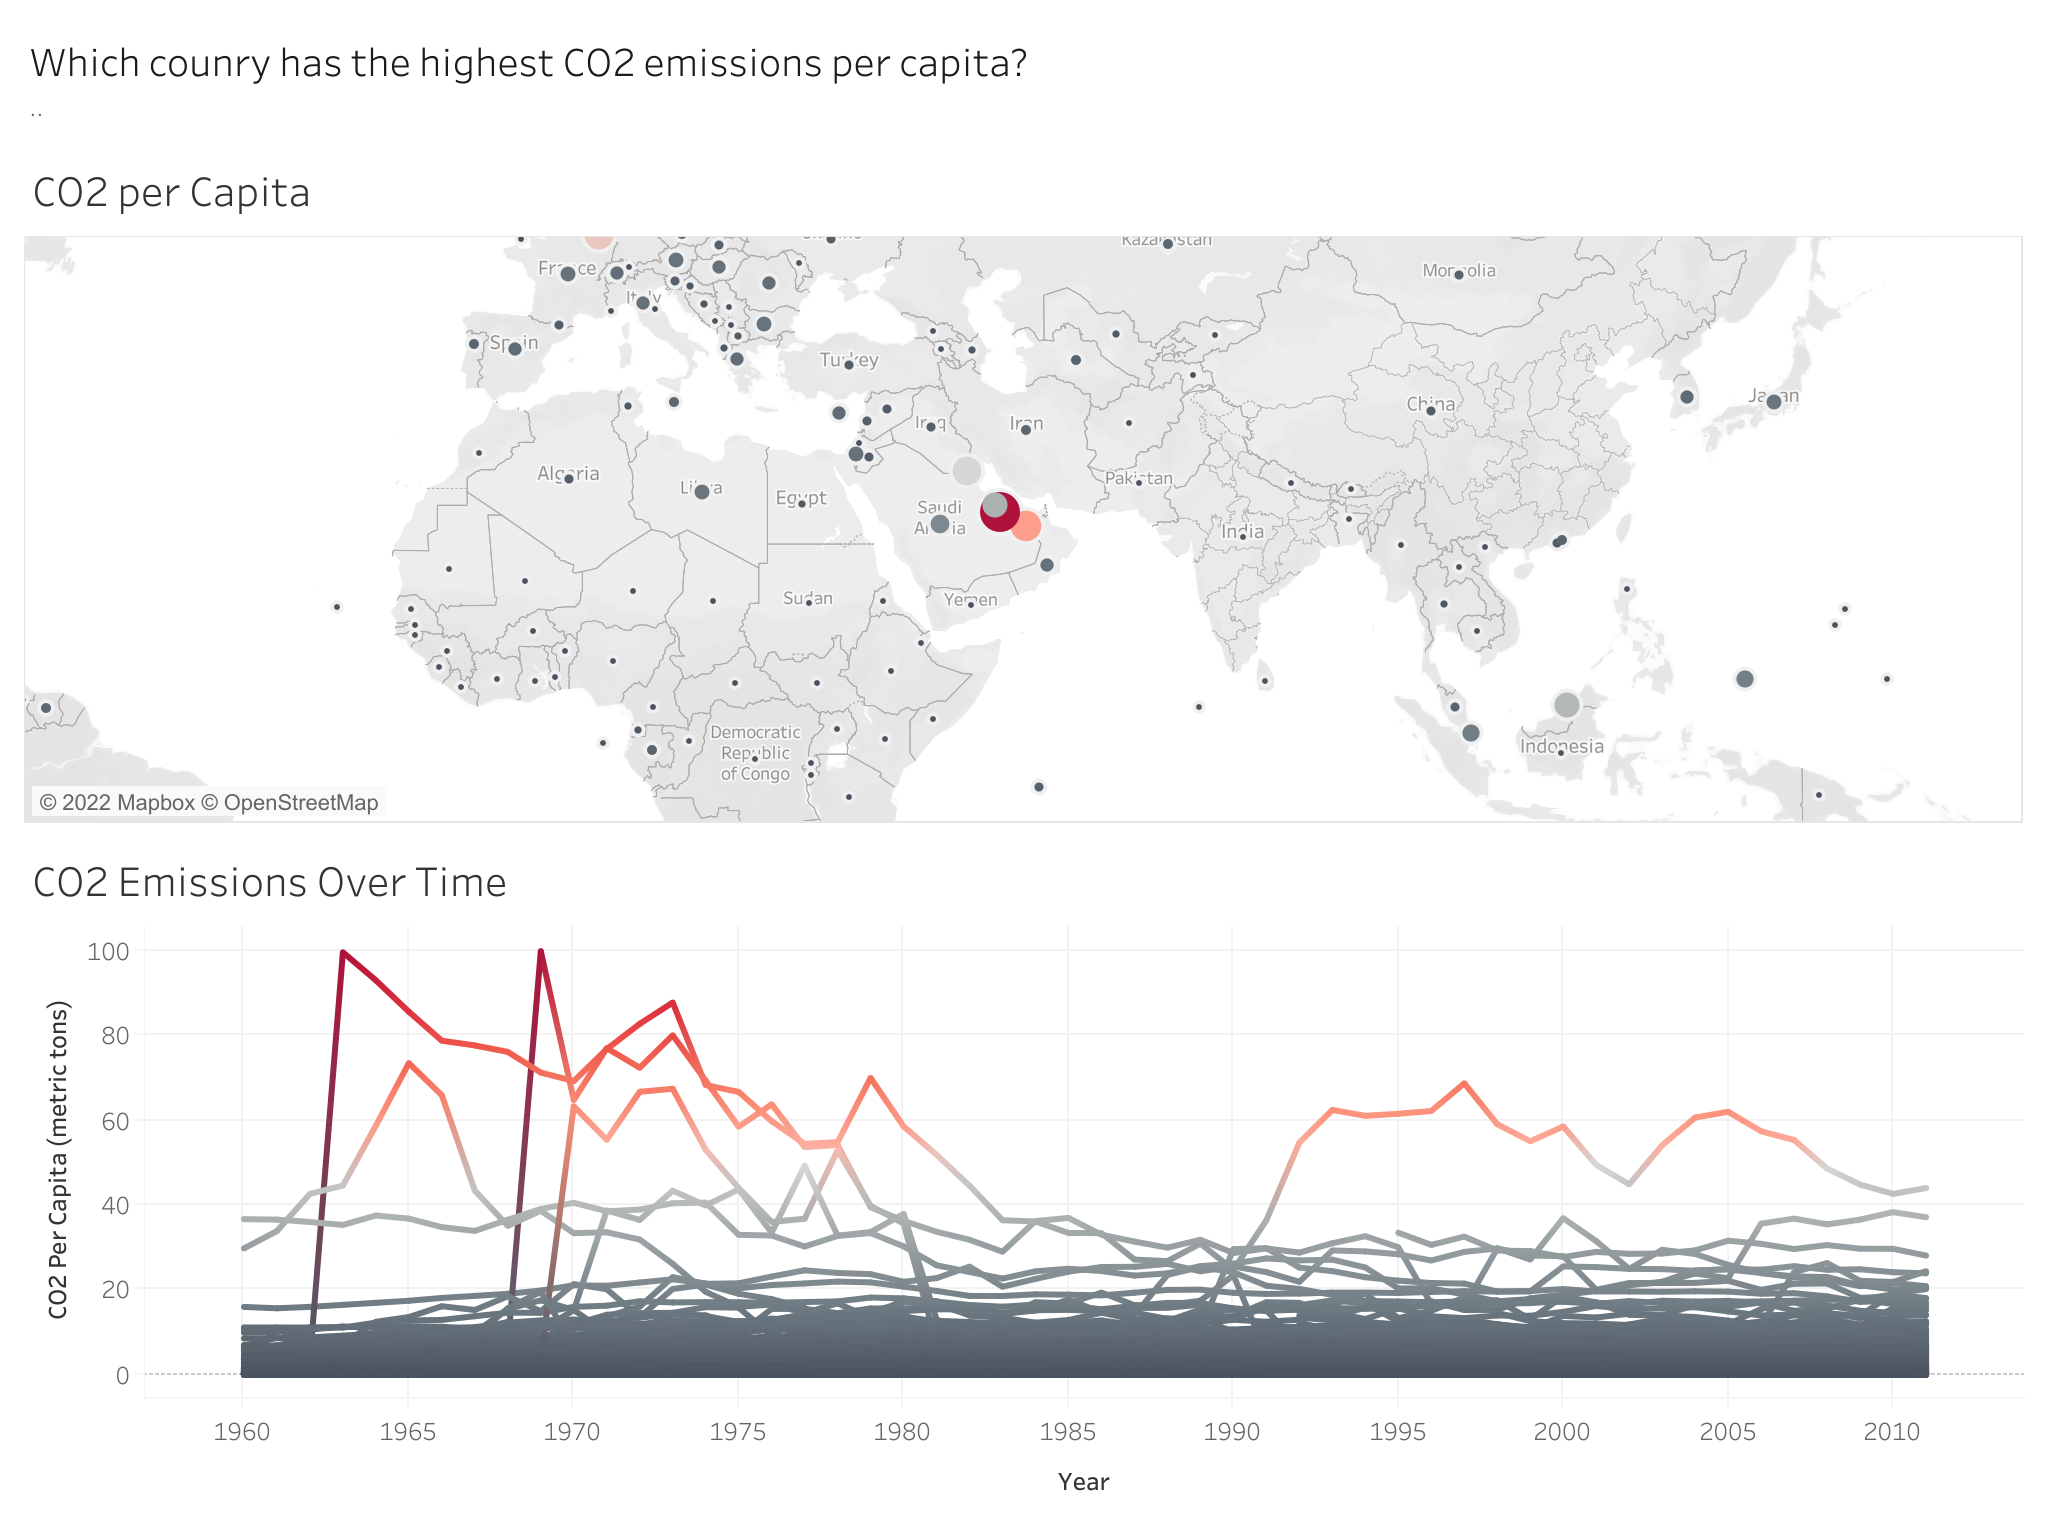 Which counry has the highest CO2 emissions per capita?
..
CO2 per Capita
Kazakhstan
France
Mongolia
Italy
Spain
Turkey
Japan
China
Iraq
Iran
Algeria
Libya
Egypt
Pakistan
Saudi
Arabia
India
Sudan
Yemen
Democratic
Republic
of Congo
Indonesia
© 2022 Mapbox © OpenStreetMap
CO2 Emissions Over Time
CO2 Per Capita (metric tons)
100
80
60
40
20
0
1960 1965 1970 1975 1980 1985 1990 1995 2000 2005 2010
Year